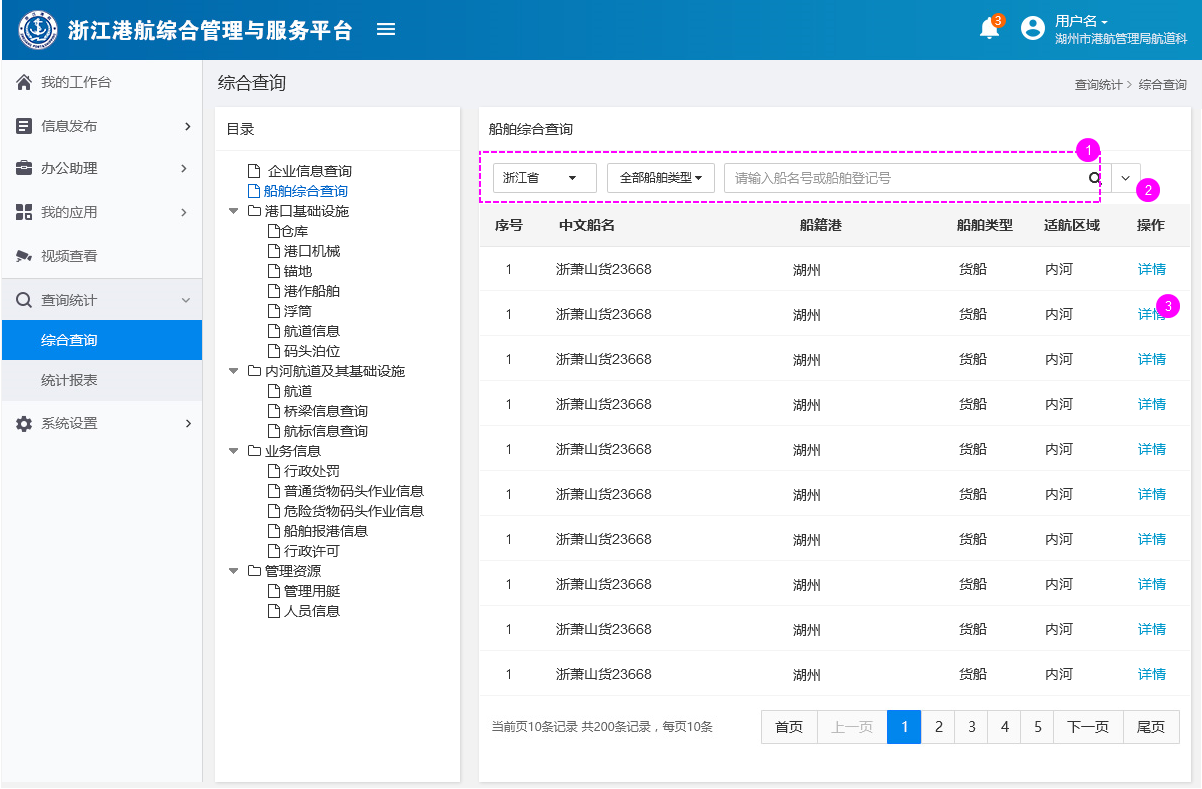 浙江港航综合管理与服务平台
3
用户名
湖州市港航管理局航道科
我的工作台
信息发布
办公助理
我的应用
视频查看
查询统计
综合查询
统计报表
系统设置
综合查询
查询统计 > 综合查询
目录
企业信息查询
船舶综合查询
港口基础设施
仓库
港口机械
锚地
港作船舶
浮筒
航道信息
码头泊位
内河航道及其基础设施
航道
桥梁信息查询
航标信息查询
业务信息
行政处罚
普通货物码头作业信息
危险货物码头作业信息
船舶报港信息
行政许可
管理资源
管理用艇
人员信息
船舶综合查询
1
浙江省 全部船舶类型 请输入船名号或船舶登记号
2
序号 中文船名 船籍港 船舶类型 适航区域 操作
1 浙萧山货23668 湖州 货船 内河 详情
1 浙萧山货23668 湖州 货船 内河 详情
3
1 浙萧山货23668 湖州 货船 内河 详情
1 浙萧山货23668 湖州 货船 内河 详情
1 浙萧山货23668 湖州 货船 内河 详情
1 浙萧山货23668 湖州 货船 内河 详情
1 浙萧山货23668 湖州 货船 内河 详情
1 浙萧山货23668 湖州 货船 内河 详情
1 浙萧山货23668 湖州 货船 内河 详情
1 浙萧山货23668 湖州 货船 内河 详情
当前页10条记录 共200条记录，每页10条
首页 上一页 1 2 3 4 5 下一页 尾页